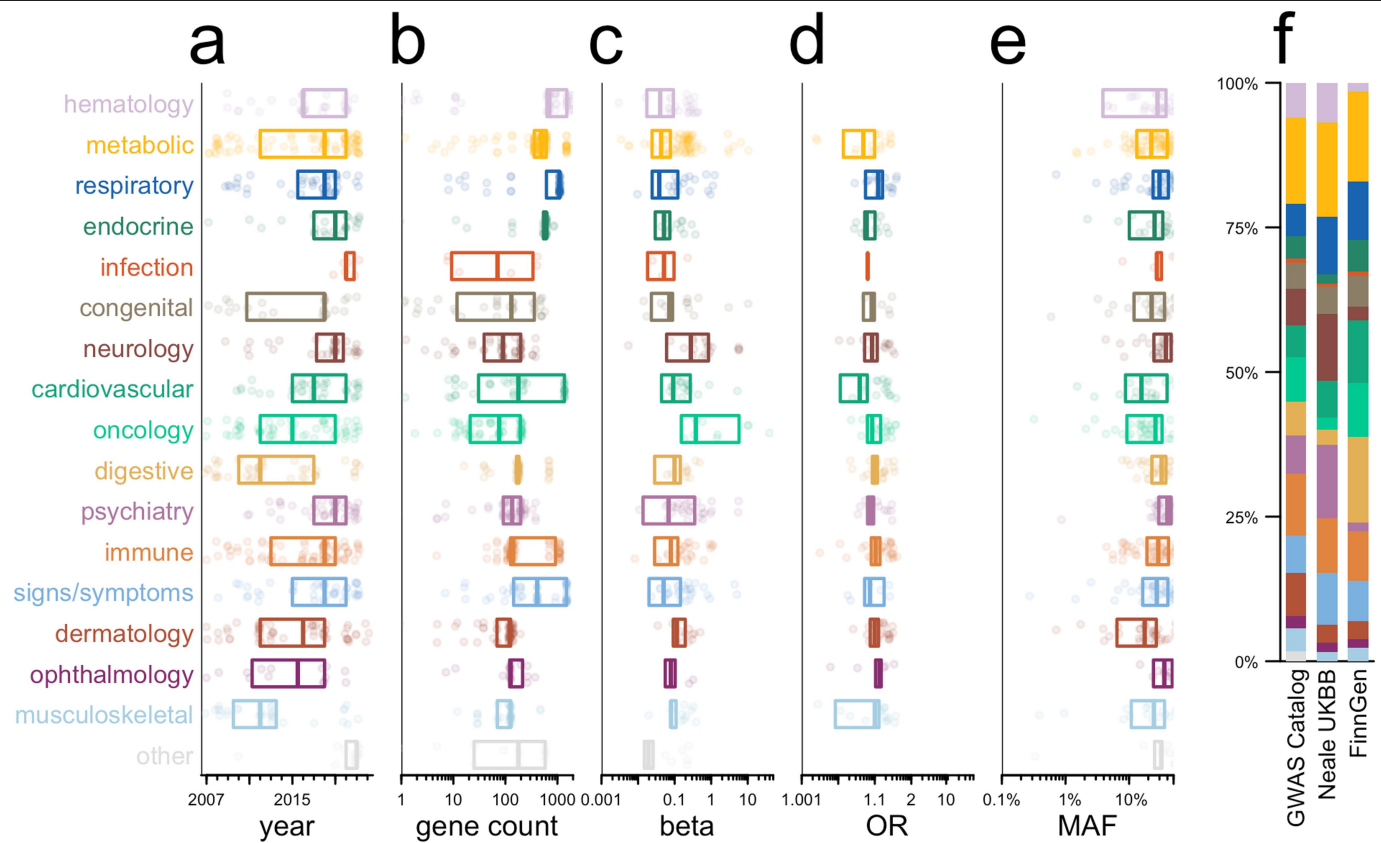 a b c d e f
hematology
metabolic
respiratory
endocrine
infection
congenital
neurology
cardiovascular
oncology
digestive
psychiatry
immune
signs/symptoms
dermatology
ophthalmology
musculoskeletal
other
2007 2015
year
1 10 100 1000
gene count
0.001 0.1 1 10
beta
1.001 1.1 2 10
OR
0.1% 1% 10%
MAF
100%
75%
50%
25%
0%
GWAS Catalog
Neale UKBB
FinnGen